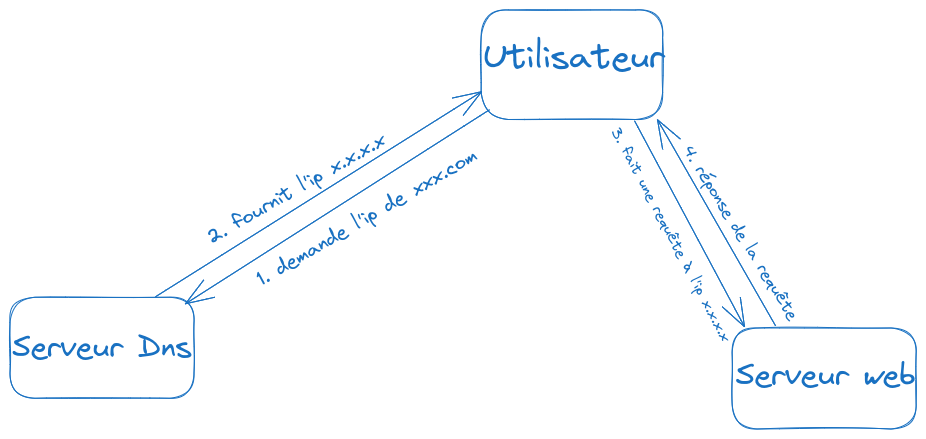 Utilisateur
2. fournit l'ip x.x.x.x
1. demande l'ip de xxx.com
3. fait une requête à l'ip x.x.x.x
4. réponse de la requête
Serveur Dns
Serveur web